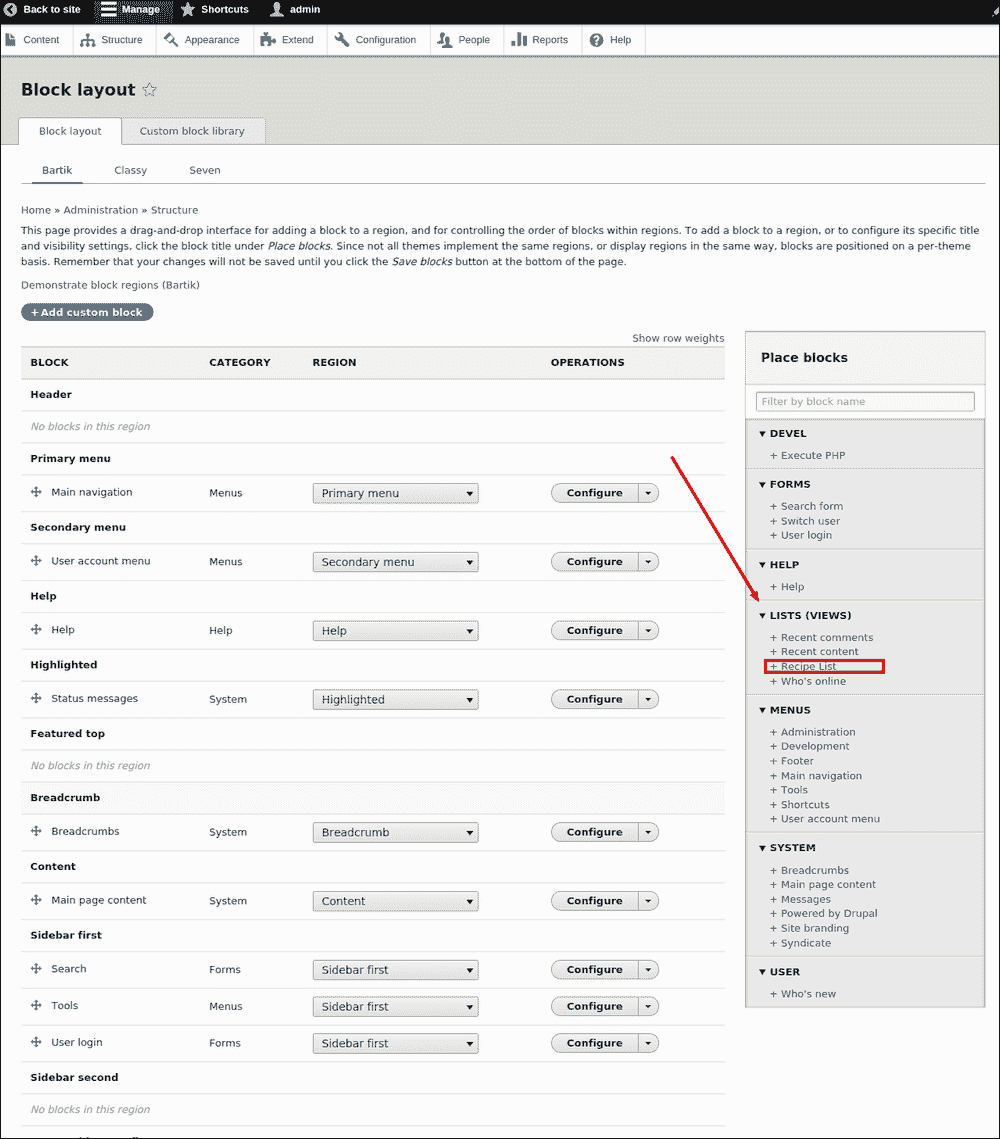 Back to site Manage Shortcuts admin
Content Structure Appearance Extend Configuration People Reports Help
Block layout
Block layout Custom block library
Bartik Classy Seven
Home » Administration » Structure
This page provides a drag-and-drop interface for adding a block to a region, and for controlling the order of blocks within regions. To add a block to a region, or to configure its specific title
and visibility settings, click the block title under Place blocks. Since not all themes implement the same regions, or display regions in the same way, blocks are positioned on a per-theme
basis. Remember that your changes will not be saved until you click the Save blocks button at the bottom of the page.
Demonstrate block regions (Bartik)
+ Add custom block
Show row weights
BLOCK CATEGORY REGION OPERATIONS
Header
No blocks in this region
Primary menu
Main navigation Menus Primary menu Configure
Secondary menu
User account menu Menus Secondary menu Configure
Help
Help Help Help Configure
Highlighted
Status messages System Highlighted Configure
Featured top
No blocks in this region
Breadcrumb
Breadcrumbs System Breadcrumb Configure
Content
Main page content System Content Configure
Sidebar first
Search Forms Sidebar first Configure
Tools Menus Sidebar first Configure
User login Forms Sidebar first Configure
Sidebar second
No blocks in this region
Place blocks
Filter by block name
DEVEL
+ Execute PHP
FORMS
+ Search form
+ Switch user
+ User login
HELP
+ Help
LISTS (VIEWS)
+ Recent comments
+ Recent content
+ Recipe List
+ Who's online
MENUS
+ Administration
+ Development
+ Footer
+ Main navigation
+ Tools
+ Shortcuts
+ User account menu
SYSTEM
+ Breadcrumbs
+ Main page content
+ Messages
+ Powered by Drupal
+ Site branding
+ Syndicate
USER
+ Who's new